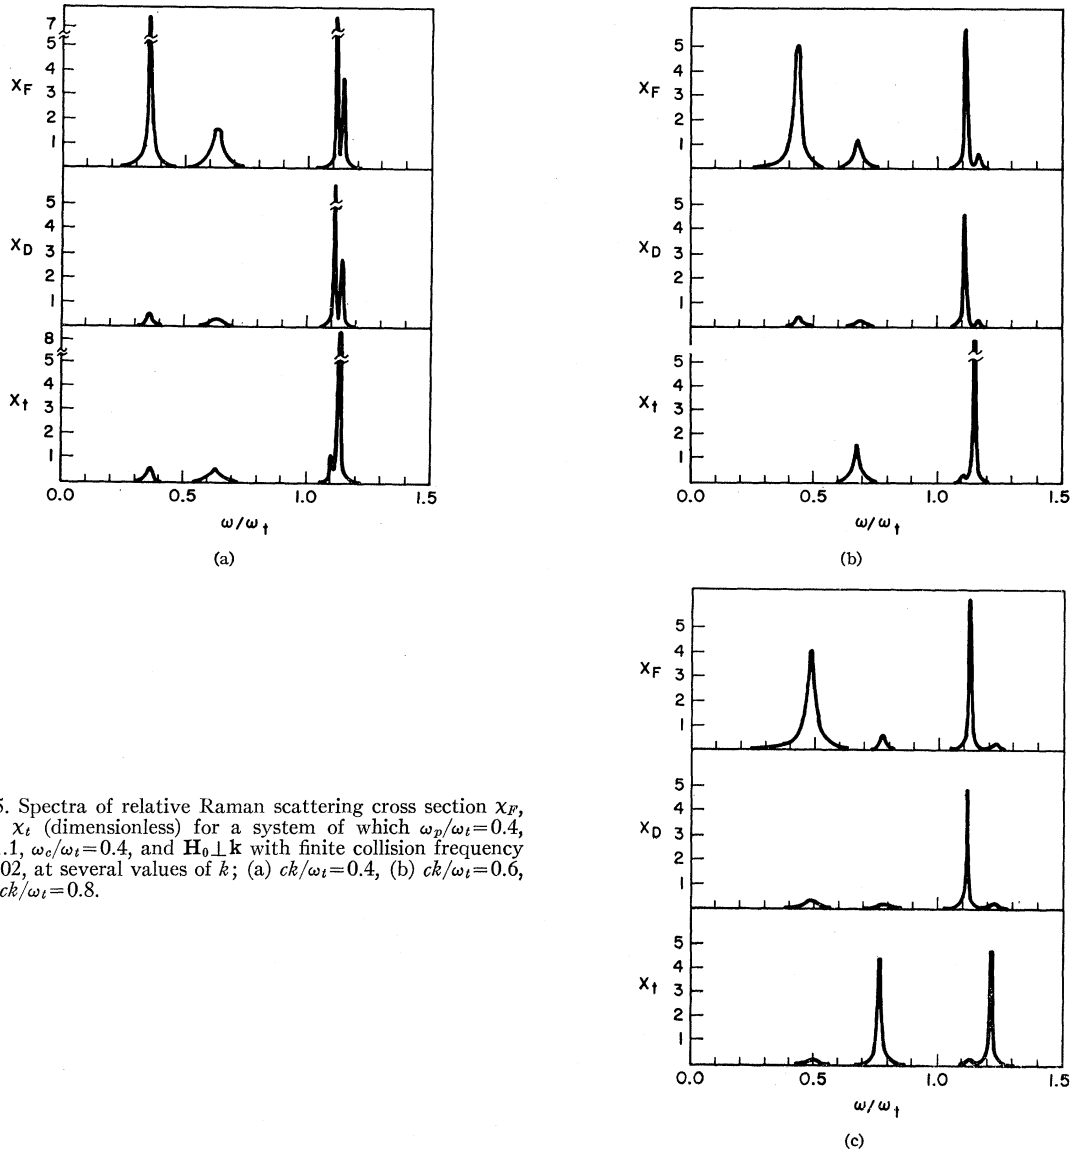 7
5
X_F 4
3
2
1
5
4
X_D 3
2
1
8
5
4
X_t 3
2
1
0.0 0.5 1.0 1.5
ω/ω_t
(a)
5
4
X_F 3
2
1
5
4
X_D 3
2
1
5
4
X_t 3
2
1
0.0 0.5 1.0 1.5
ω/ω_t
(b)
5
4
X_F 3
2
1
5
4
X_D 3
2
1
5
4
X_t 3
2
1
0.0 0.5 1.0 1.5
ω/ω_t
(c)
5. Spectra of relative Raman scattering cross section χ_F,
χ_t (dimensionless) for a system of which ω_p/ω_t=0.4,
.1, ω_c/ω_t=0.4, and H₀⊥k with finite collision frequency
02, at several values of k; (a) ck/ω_t=0.4, (b) ck/ω_t=0.6,
ck/ω_t=0.8.